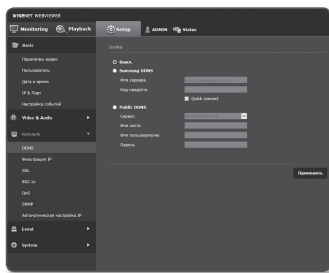 WISENET WEBVIEWER
Monitoring
Playback
Setup
ADMIN
Status
Basic
Параметры видео
Пользователь
Дата и время
IP & Порт
Настройка событий
Video & Audio
Network
DDNS
Фильтрация IP
SSL
802.1x
QoS
SNMP
Автоматическая настройка IP
Event
System
DDNS
Выкл.
Samsung DDNS
Имя сервера
Код продукта
Quick connect
Public DDNS
Сервис
Имя хоста
Имя пользователя
Пароль
Применить